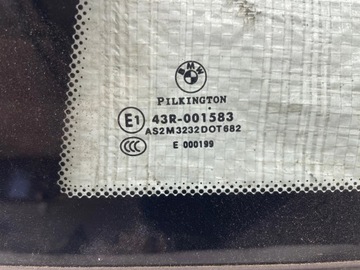 BMW
PILKINGTON
E1 43R-001583
AS2M3232DOT682
E 000199
CCC